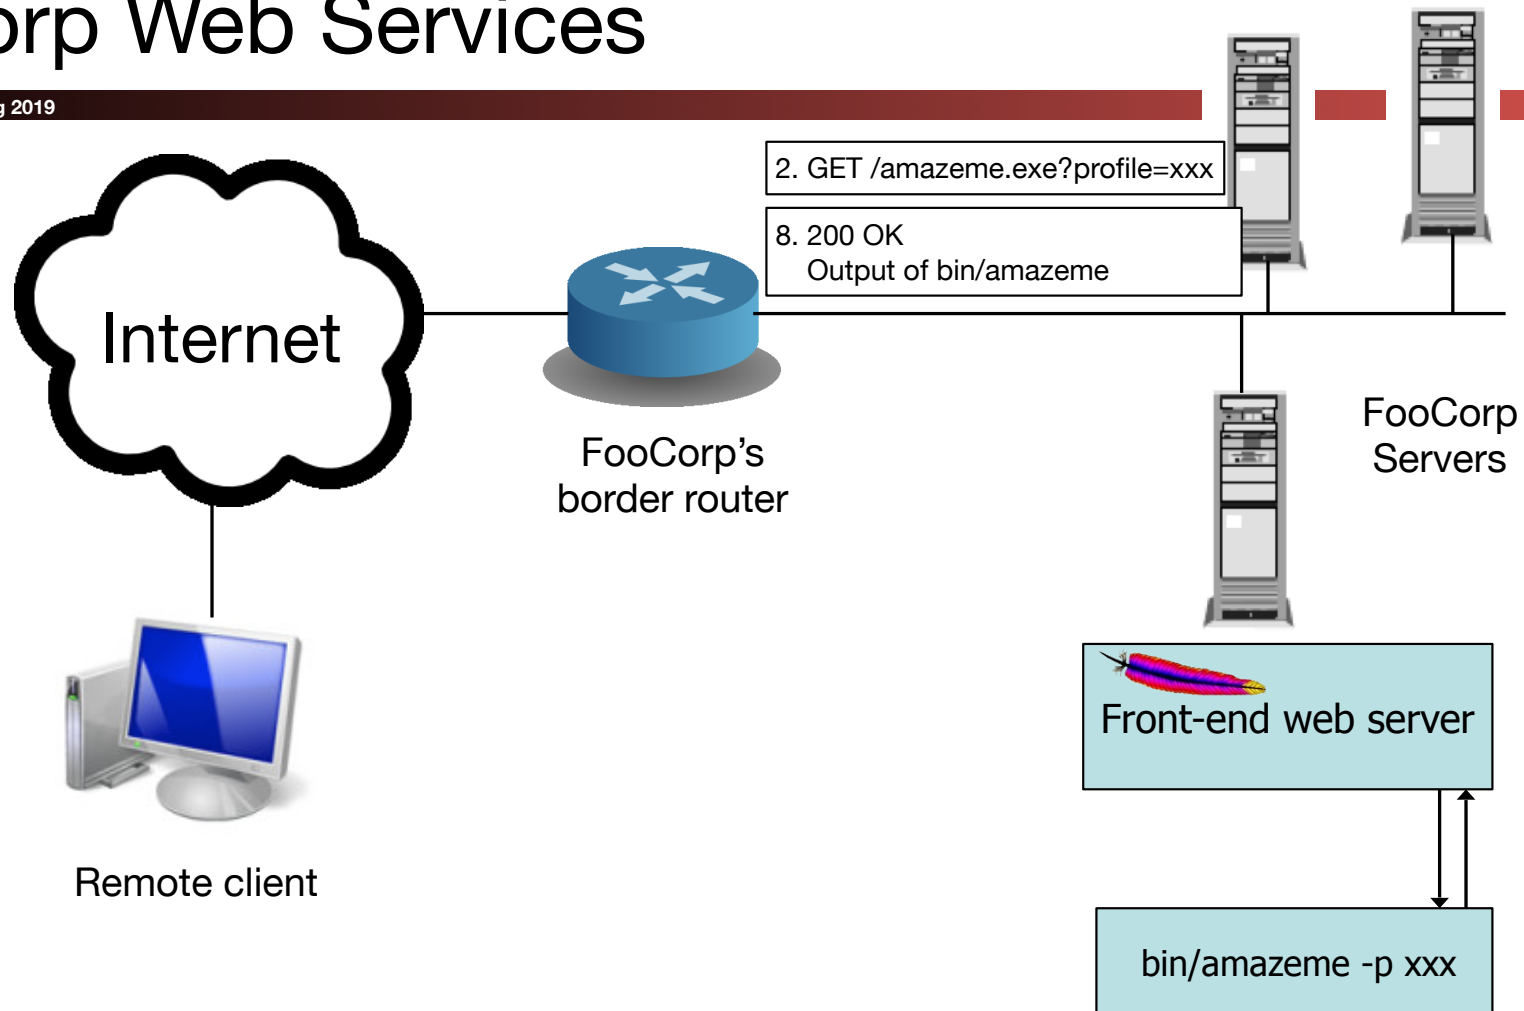 orp Web Services
g 2019
2. GET /amazeme.exe?profile=xxx
8. 200 OK
Output of bin/amazeme
Internet
FooCorp's
border router
FooCorp
Servers
Front-end web server
Remote client
bin/amazeme -p xxx